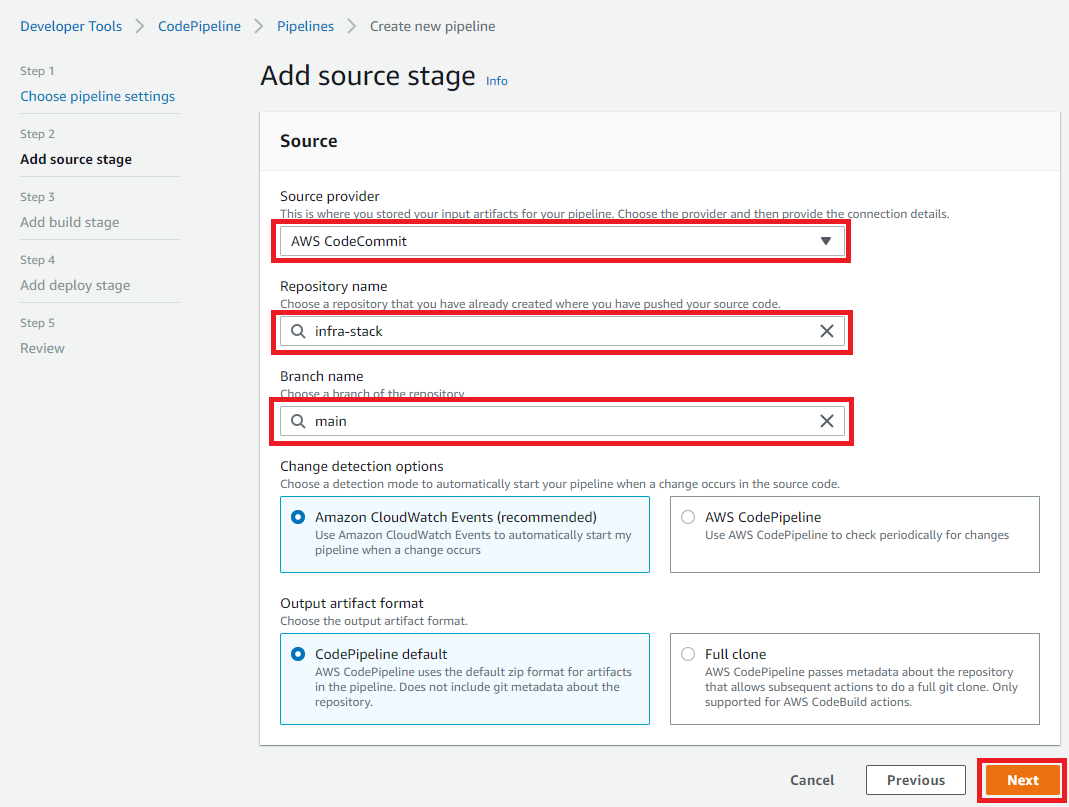 Developer Tools > CodePipeline > Pipelines > Create new pipeline
Step 1
Choose pipeline settings
Step 2
Add source stage
Step 3
Add build stage
Step 4
Add deploy stage
Step 5
Review
Add source stage Info
Source
Source provider
This is where you stored your input artifacts for your pipeline. Choose the provider and then provide the connection details.
AWS CodeCommit
Repository name
Choose a repository that you have already created where you have pushed your source code.
infra-stack
Branch name
Choose a branch of the repository
main
Change detection options
Choose a detection mode to automatically start your pipeline when a change occurs in the source code.
Amazon CloudWatch Events (recommended)
Use Amazon CloudWatch Events to automatically start my
pipeline when a change occurs
AWS CodePipeline
Use AWS CodePipeline to check periodically for changes
Output artifact format
Choose the output artifact format.
CodePipeline default
AWS CodePipeline uses the default zip format for artifacts
in the pipeline. Does not include git metadata about the
repository.
Full clone
AWS CodePipeline passes metadata about the repository
that allows subsequent actions to do a full git clone. Only
supported for AWS CodeBuild actions.
Cancel
Previous
Next